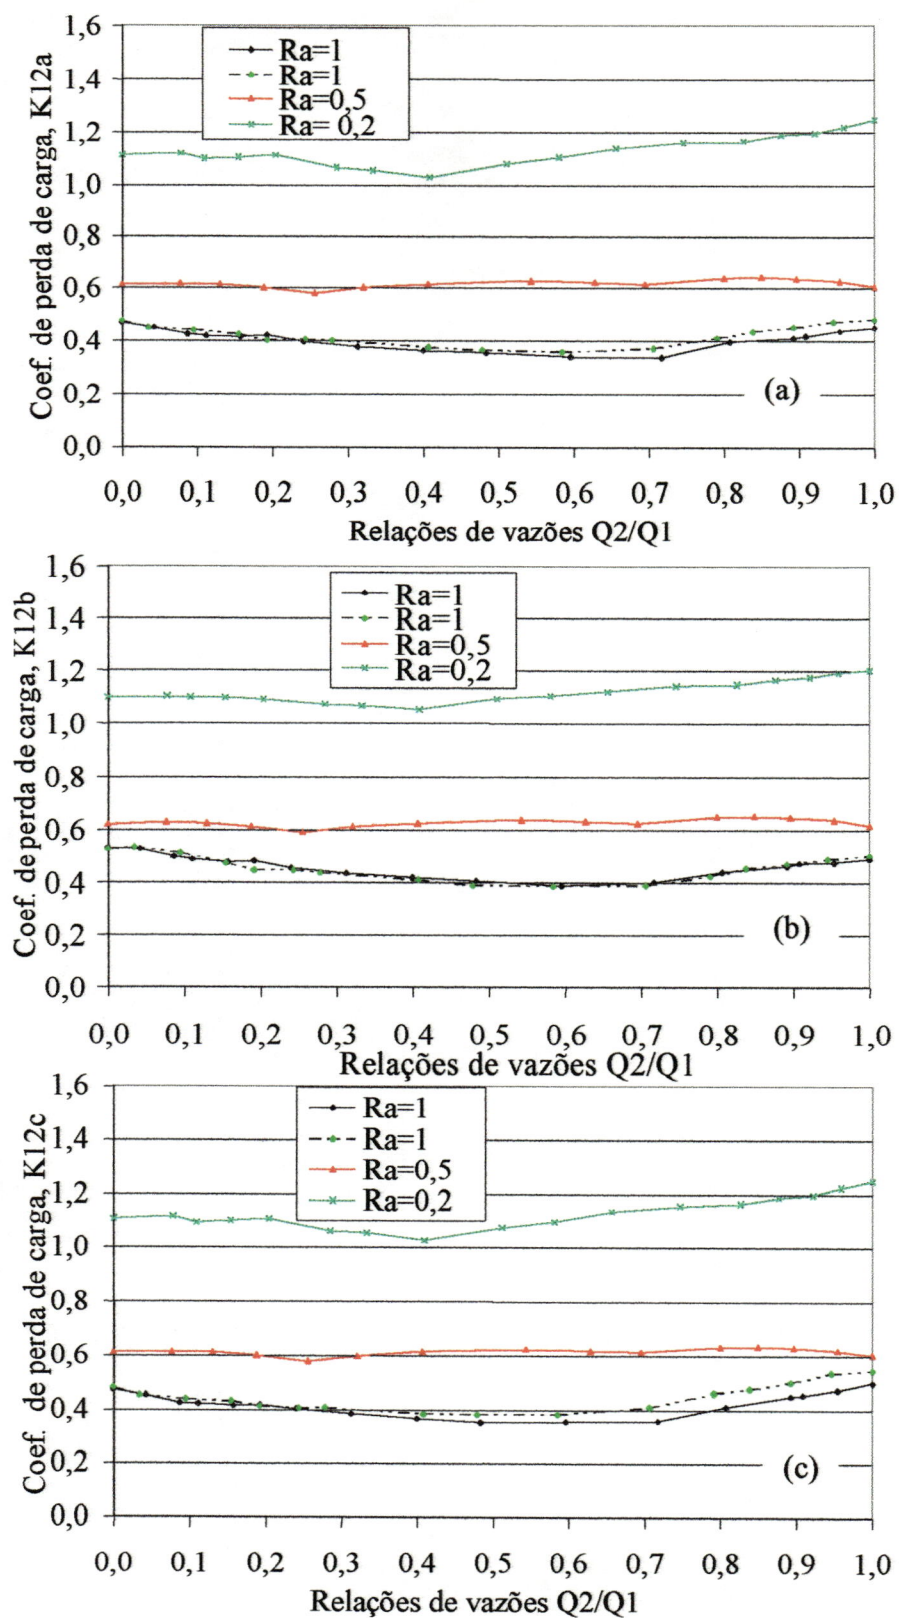 Coef. de perda de carga, K12a
1,6
1,4
1,2
1,0
0,8
0,6
0,4
0,2
0,0
Ra=1
Ra=1
Ra=0,5
Ra= 0,2
(a)
0,0 0,1 0,2 0,3 0,4 0,5 0,6 0,7 0,8 0,9 1,0
Relações de vazões Q2/Q1
Coef. de perda de carga, K12b
1,6
1,4
1,2
1,0
0,8
0,6
0,4
0,2
0,0
Ra=1
Ra=1
Ra=0,5
Ra=0,2
(b)
0,0 0,1 0,2 0,3 0,4 0,5 0,6 0,7 0,8 0,9 1,0
Relações de vazões Q2/Q1
Coef. de perda de carga, K12c
1,6
1,4
1,2
1,0
0,8
0,6
0,4
0,2
0,0
Ra=1
Ra=1
Ra=0,5
Ra=0,2
(c)
0,0 0,1 0,2 0,3 0,4 0,5 0,6 0,7 0,8 0,9 1,0
Relações de vazões Q2/Q1